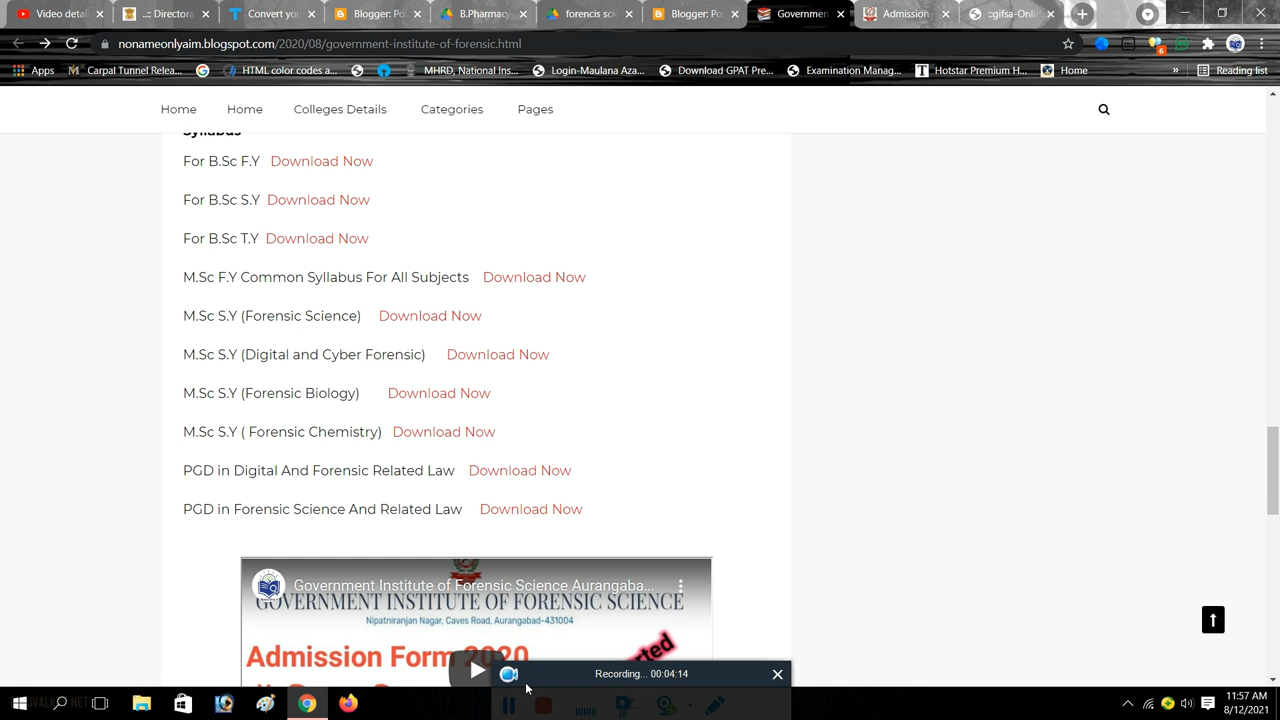 Video detail
.:: Directora
Convert you
Blogger: Po
B.Pharmacy
forencis sci
Blogger: Po
Governmen
Admission
::gifsa-Onli
nonameonlyaim.blogspot.com/2020/08/government-institute-of-forensic.html
Apps Carpal Tunnel Relea... HTML color codes a... MHRD, National Ins... Login-Maulana Aza... Download GPAT Pre... Examination Manag... Hotstar Premium H... Home » Reading list
Home Home Colleges Details Categories Pages
Syllabus
For B.Sc F.Y Download Now
For B.Sc S.Y Download Now
For B.Sc T.Y Download Now
M.Sc F.Y Common Syllabus For All Subjects Download Now
M.Sc S.Y (Forensic Science) Download Now
M.Sc S.Y (Digital and Cyber Forensic) Download Now
M.Sc S.Y (Forensic Biology) Download Now
M.Sc S.Y ( Forensic Chemistry) Download Now
PGD in Digital And Forensic Related Law Download Now
PGD in Forensic Science And Related Law Download Now
Government Institute of Forensic Science Aurangaba...
GOVERNMENT INSTITUTE OF FORENSIC SCIENCE
Nipatniranjan Nagar, Caves Road, Aurangabad-431004
Admission Form 2020
Recording... 00:04:14
11:57 AM
8/12/2021